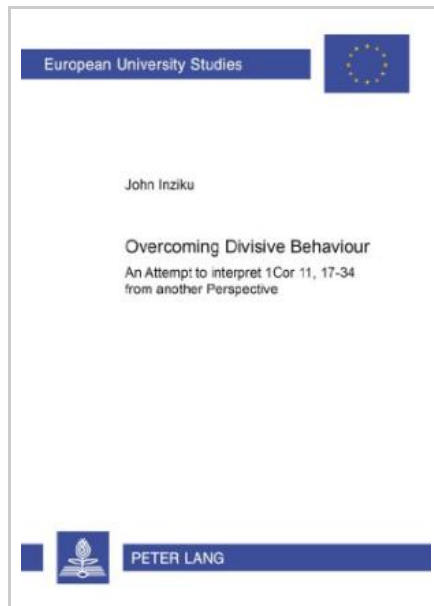 European University Studies
John Inziku
Overcoming Divisive Behaviour
An Attempt to interpret 1Cor 11, 17-34
from another Perspective
PETER LANG